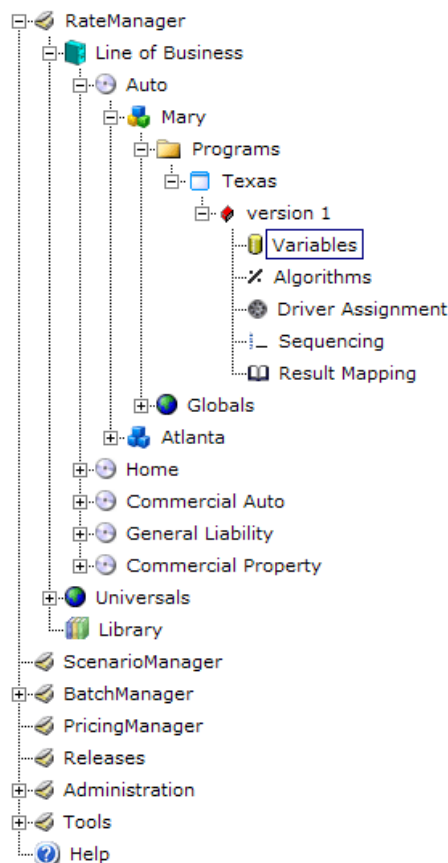 RateManager
Line of Business
Auto
Mary
Programs
Texas
version 1
Variables
Algorithms
Driver Assignment
Sequencing
Result Mapping
Globals
Atlanta
Home
Commercial Auto
General Liability
Commercial Property
Universals
Library
ScenarioManager
BatchManager
PricingManager
Releases
Administration
Tools
Help